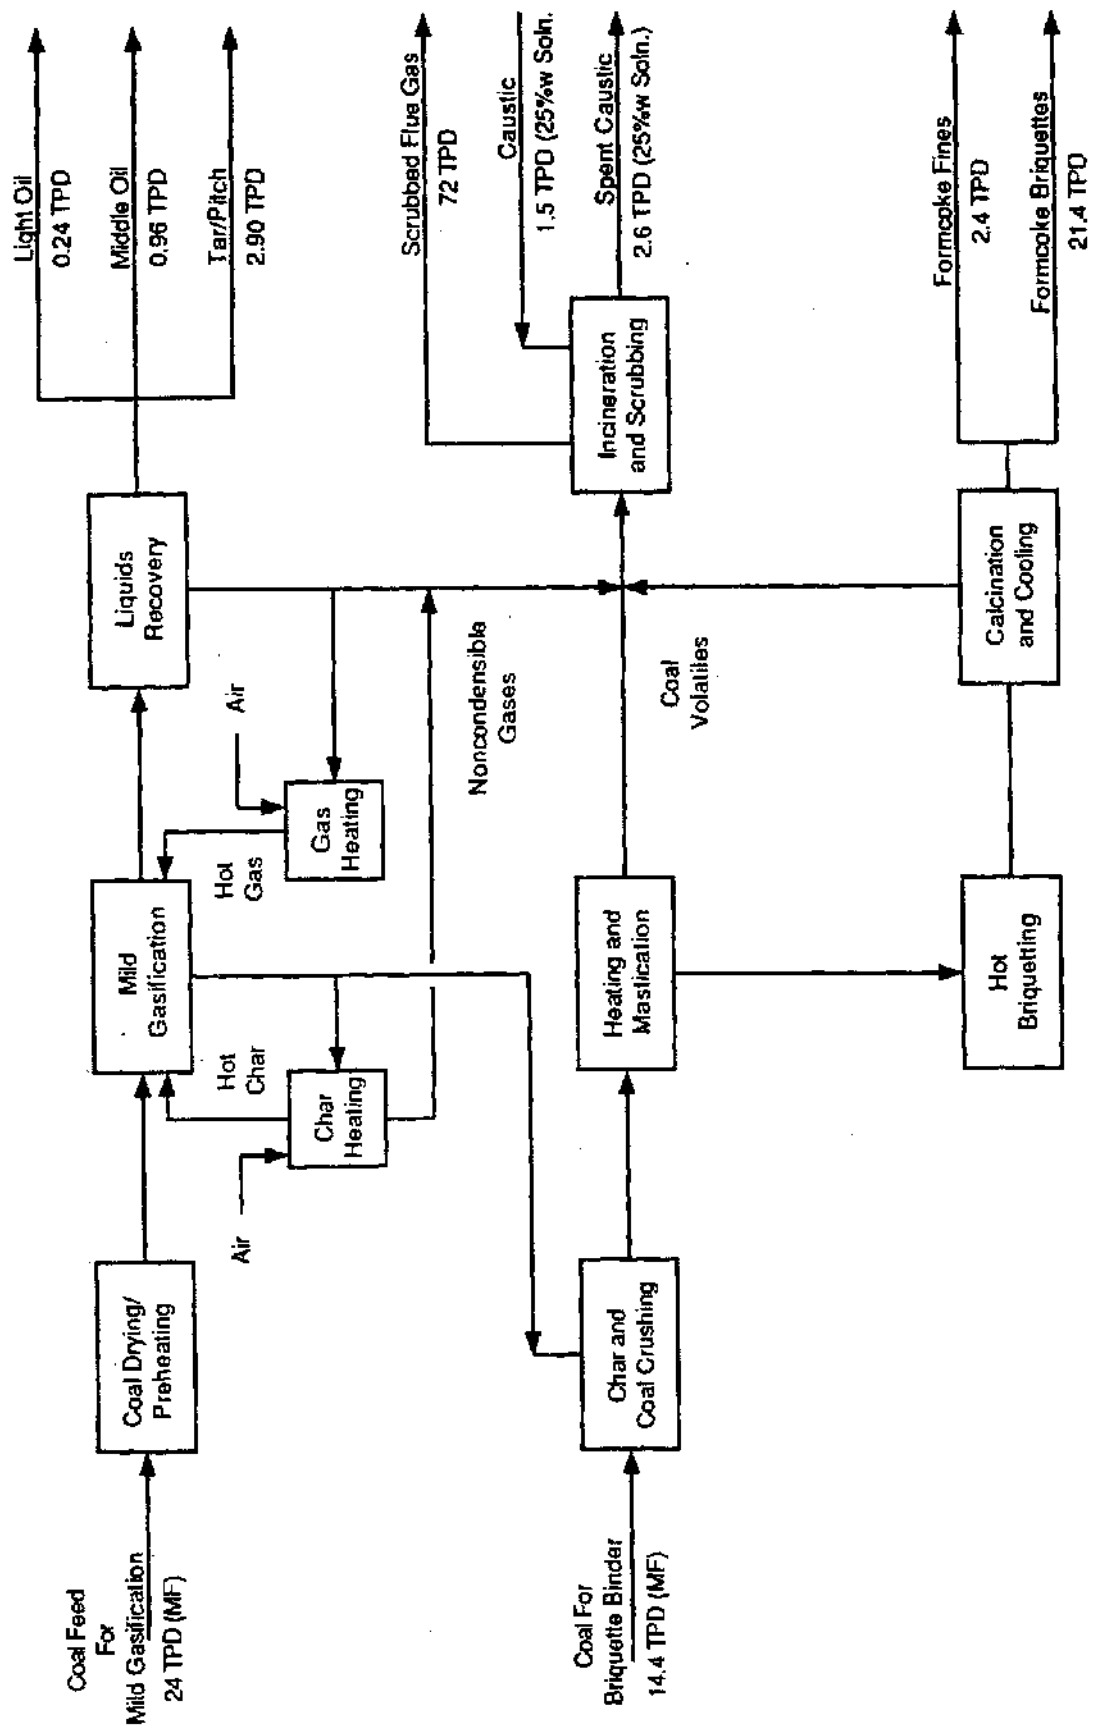 Coal Feed
For
Mild Gasification
24 TPD (MF)
Coal Drying/
Preheating
Mild
Gasification
Liquids
Recovery
Light Oil
0.24 TPD
Middle Oil
0.96 TPD
Tar/Pitch
2.90 TPD
Air
Char
Heating
Hot
Char
Hot
Gas
Gas
Heating
Air
Noncondensible
Gases
Coal For
Briquette Binder
14.4 TPD (MF)
Char and
Coal Crushing
Heating and
Mastication
Coal
Volatiles
Incineration
and Scrubbing
Scrubbed Flue Gas
72 TPD
Caustic
1.5 TPD (25%w Soln.
Spent Caustic
2.6 TPD (25%w Soln.)
Hot
Briquetting
Calcination
and Cooling
Formcoke Fines
2.4 TPD
Formcoke Briquettes
21.4 TPD